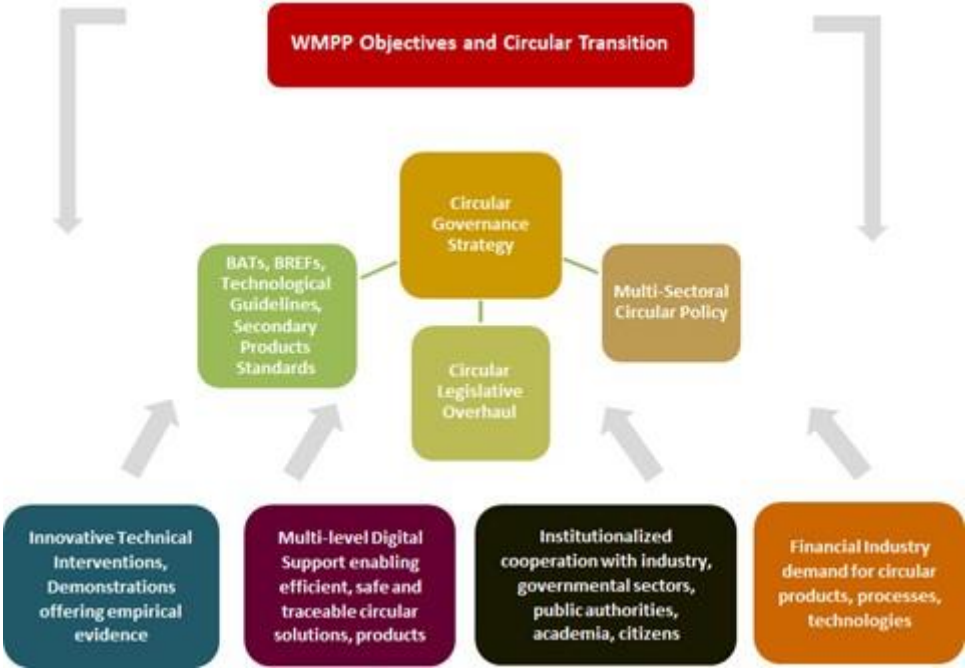 WMPP Objectives and Circular Transition
Circular
Governance
Strategy
BATs, BREFs,
Technological
Guidelines,
Secondary
Products
Standards
Multi-Sectoral
Circular Policy
Circular
Legislative
Overhaul
Innovative Technical
Interventions,
Demonstrations
offering empirical
evidence
Multi-level Digital
Support enabling
efficient, safe and
traceable circular
solutions, products
Institutionalized
cooperation with industry,
governmental sectors,
public authorities,
academia, citizens
Financial Industry
demand for circular
products, processes,
technologies